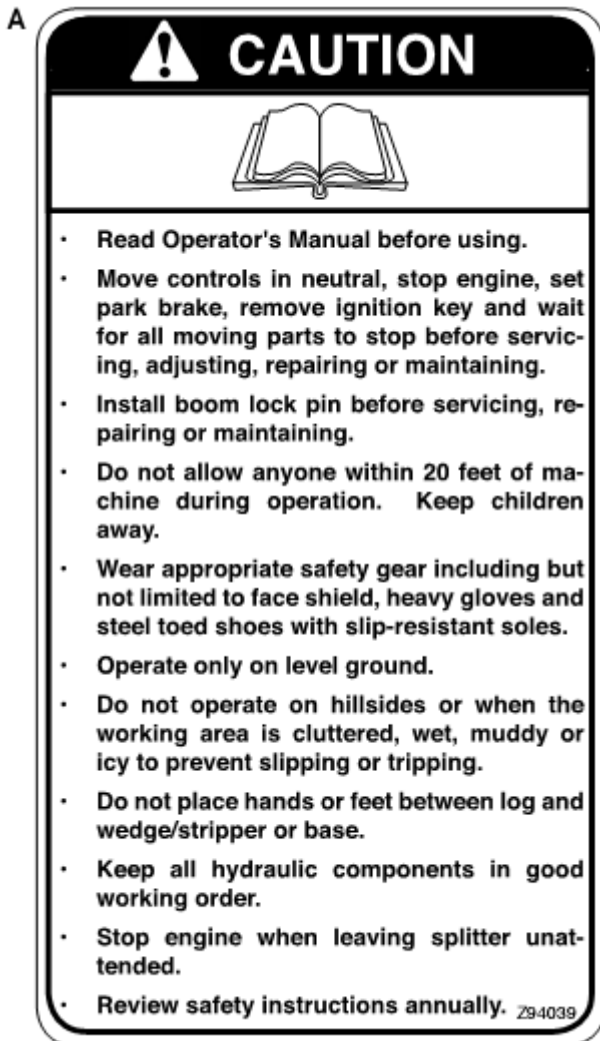 A
CAUTION
· Read Operator's Manual before using.
· Move controls in neutral, stop engine, set
park brake, remove ignition key and wait
for all moving parts to stop before servic-
ing, adjusting, repairing or maintaining.
· Install boom lock pin before servicing, re-
pairing or maintaining.
· Do not allow anyone within 20 feet of ma-
chine during operation. Keep children
away.
· Wear appropriate safety gear including but
not limited to face shield, heavy gloves and
steel toed shoes with slip-resistant soles.
· Operate only on level ground.
· Do not operate on hillsides or when the
working area is cluttered, wet, muddy or
icy to prevent slipping or tripping.
· Do not place hands or feet between log and
wedge/stripper or base.
· Keep all hydraulic components in good
working order.
· Stop engine when leaving splitter unat-
tended.
· Review safety instructions annually. Z94039